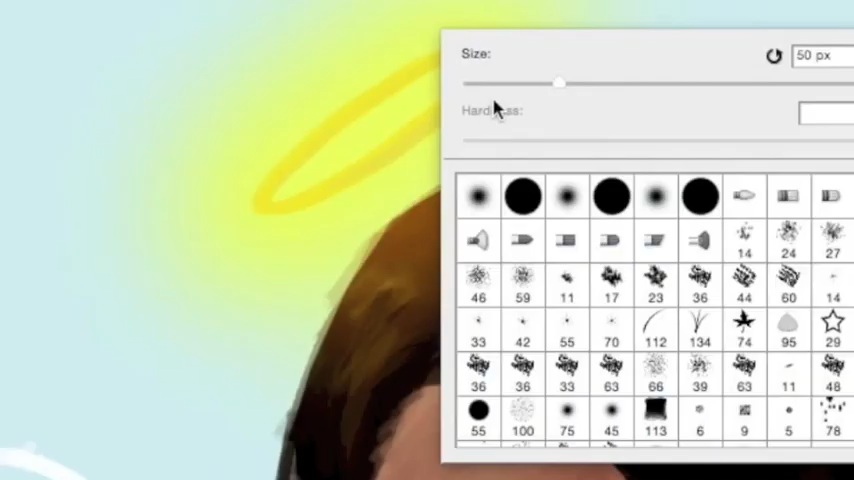 Size:
50 px
Hardness:
14 24 27
46 59 11 17 23 36 44 60 14
33 42 55 70 112 134 74 95 29
36 36 33 63 66 39 63 11 48
55 100 75 45 113 6 9 5 78